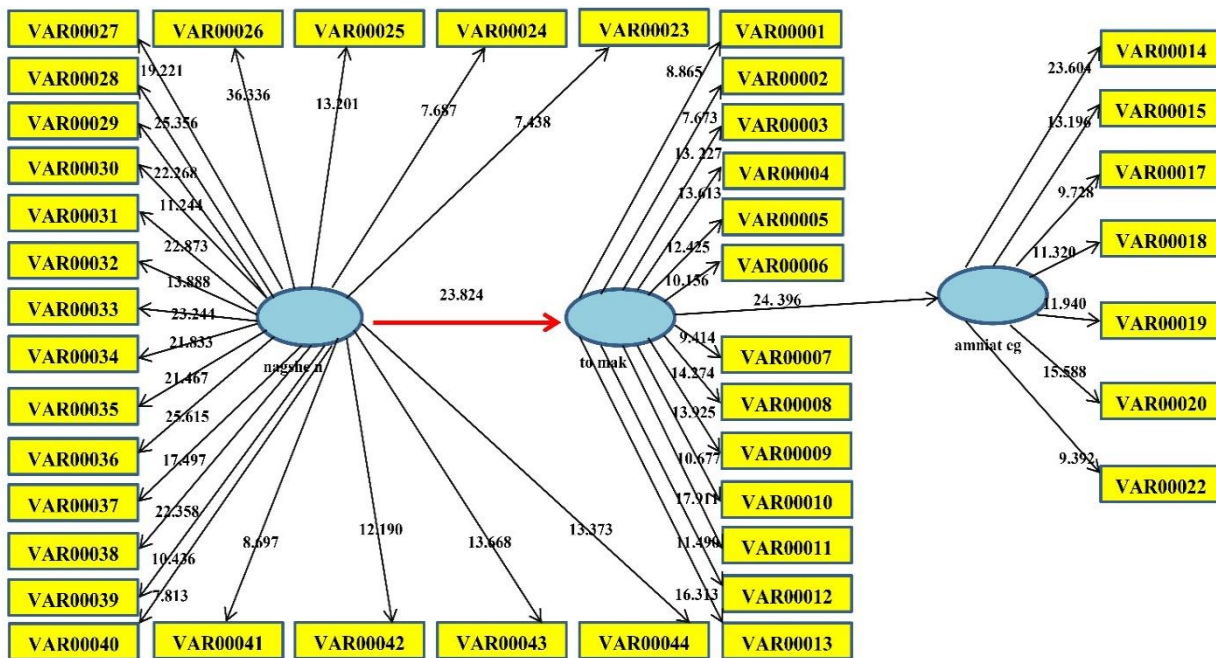 VAR00027
VAR00026
VAR00025
VAR00024
VAR00023
VAR00001
VAR00014
VAR00028
VAR00002
VAR00015
VAR00029
VAR00003
VAR00017
VAR00030
VAR00004
VAR00018
VAR00031
VAR00005
VAR00019
VAR00032
VAR00006
VAR00020
VAR00033
VAR00007
VAR00022
VAR00034
VAR00008
VAR00035
VAR00009
VAR00036
VAR00010
VAR00037
VAR00011
VAR00038
VAR00012
VAR00039
VAR00013
VAR00040
VAR00041
VAR00042
VAR00043
VAR00044
19.221
36.336
13.201
7.687
7.438
25.356
22.268
11.244
22.873
13.888
23.244
21.833
21.467
25.615
17.497
22.358
10.436
7.813
8.697
12.190
13.668
13.373
nagshe n
23.824
8.865
7.673
13. 227
13.613
12.425
10.156
to mak
9.414
14.274
13.925
10.677
17.911
11.490
16.313
24. 396
amniat eg
23.604
13.196
9.728
11.320
11.940
15.588
9.392